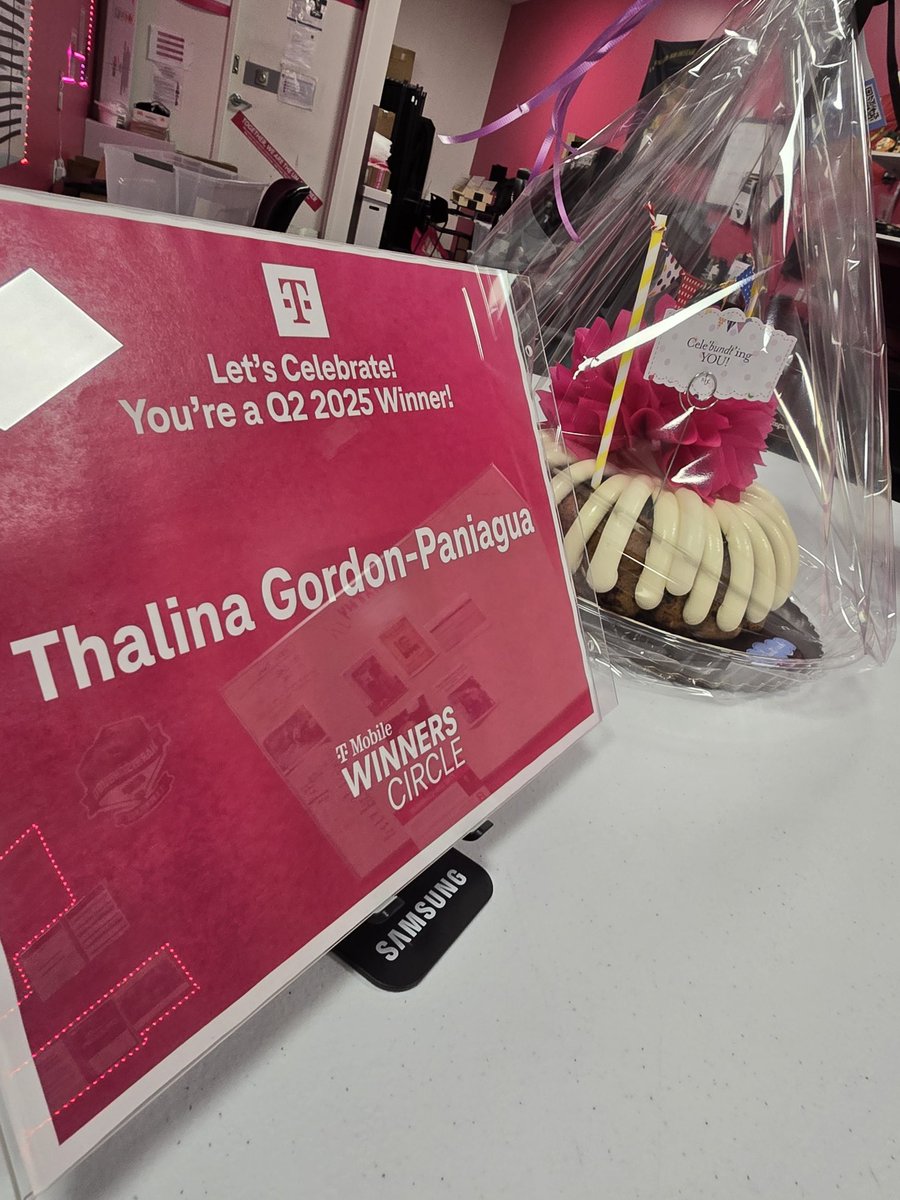 T
Let's Celebrate!
You're a Q2 2025 Winner!
Thalina Gordon-Paniagua
T Mobile
WINNERS
CIRCLE
SAMSUNG
Cele'bundt'ing
YOU!